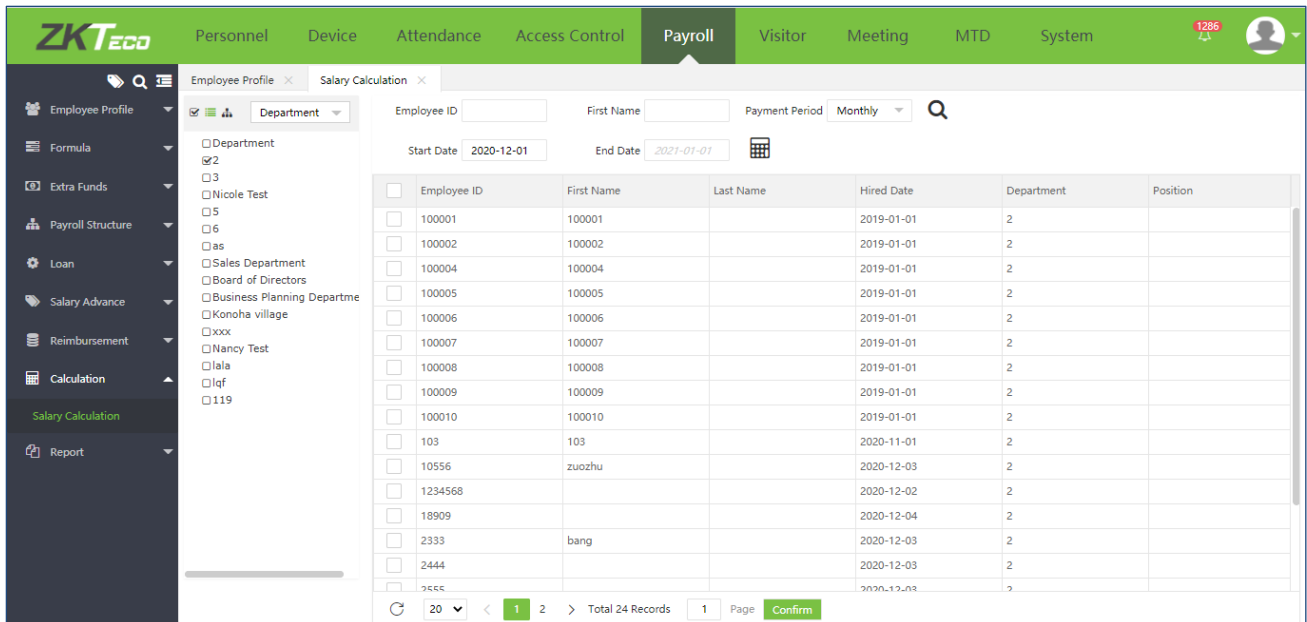 ZKTeco Personnel Device Attendance Access Control Payroll Visitor Meeting MTD System 1286
Employee Profile
Formula
Extra Funds
Payroll Structure
Loan
Salary Advance
Reimbursement
Calculation
Salary Calculation
Report
Employee Profile × Salary Calculation ×
Department
Department
2
3
Nicole Test
5
6
as
Sales Department
Board of Directors
Business Planning Departme
Konoha village
xxx
Nancy Test
lala
lqf
119
Employee ID First Name Payment Period Monthly
Start Date 2020-12-01 End Date 2021-01-01
Employee ID First Name Last Name Hired Date Department Position
100001 100001 2019-01-01 2
100002 100002 2019-01-01 2
100004 100004 2019-01-01 2
100005 100005 2019-01-01 2
100006 100006 2019-01-01 2
100007 100007 2019-01-01 2
100008 100008 2019-01-01 2
100009 100009 2019-01-01 2
100010 100010 2019-01-01 2
103 103 2020-11-01 2
10556 zuozhu 2020-12-03 2
1234568 2020-12-02 2
18909 2020-12-04 2
2333 bang 2020-12-03 2
2444 2020-12-03 2
2555 2020-12-03 2
20 < 1 2 > Total 24 Records 1 Page Confirm